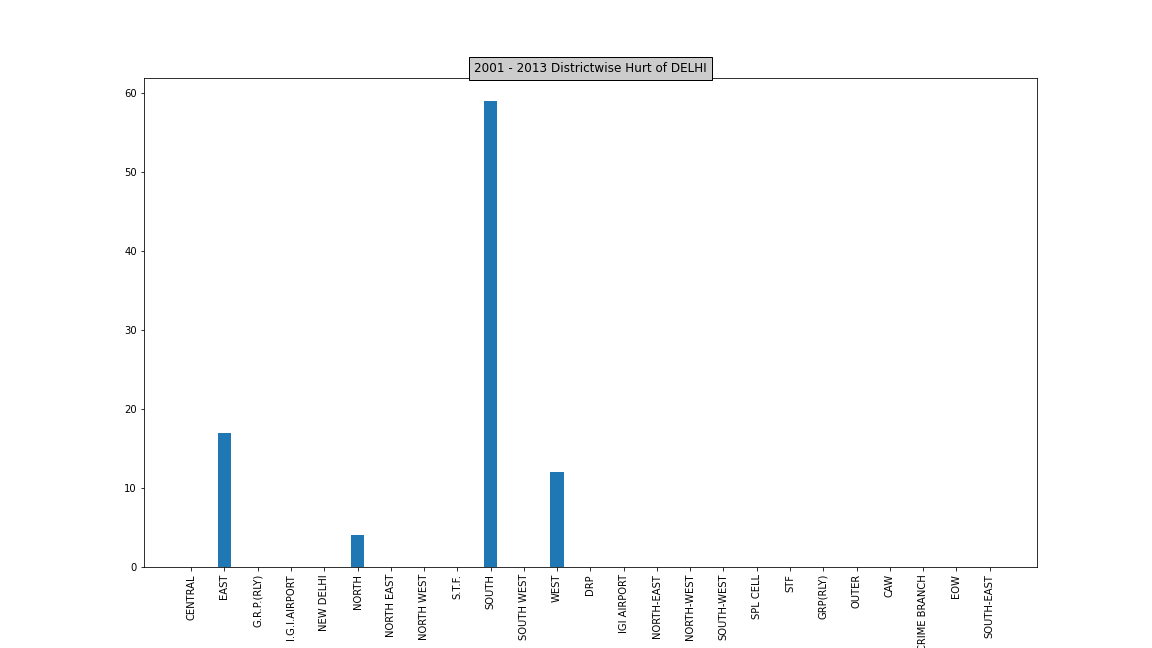 2001 - 2013 Districtwise Hurt of DELHI
60
50
40
30
20
10
0
CENTRAL
EAST
G.R.P.(RLY)
I.G.I.AIRPORT
NEW DELHI
NORTH
NORTH EAST
NORTH WEST
S.T.F.
SOUTH
SOUTH WEST
WEST
DRP
IGI AIRPORT
NORTH-EAST
NORTH-WEST
SOUTH-WEST
SPL CELL
STF
GRP(RLY)
OUTER
CAW
CRIME BRANCH
EOW
SOUTH-EAST